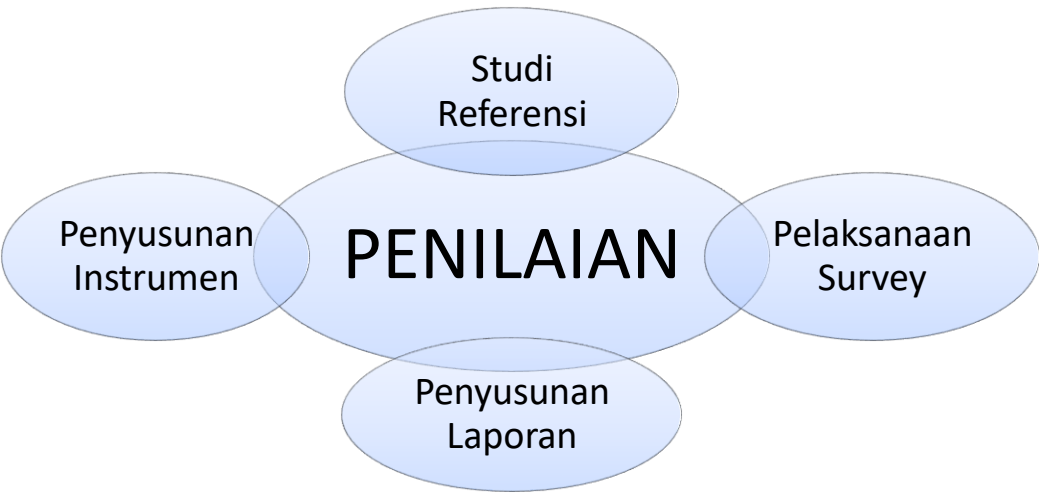 Studi
Referensi
Penyusunan
Instrumen
PENILAIAN
Pelaksanaan
Survey
Penyusunan
Laporan